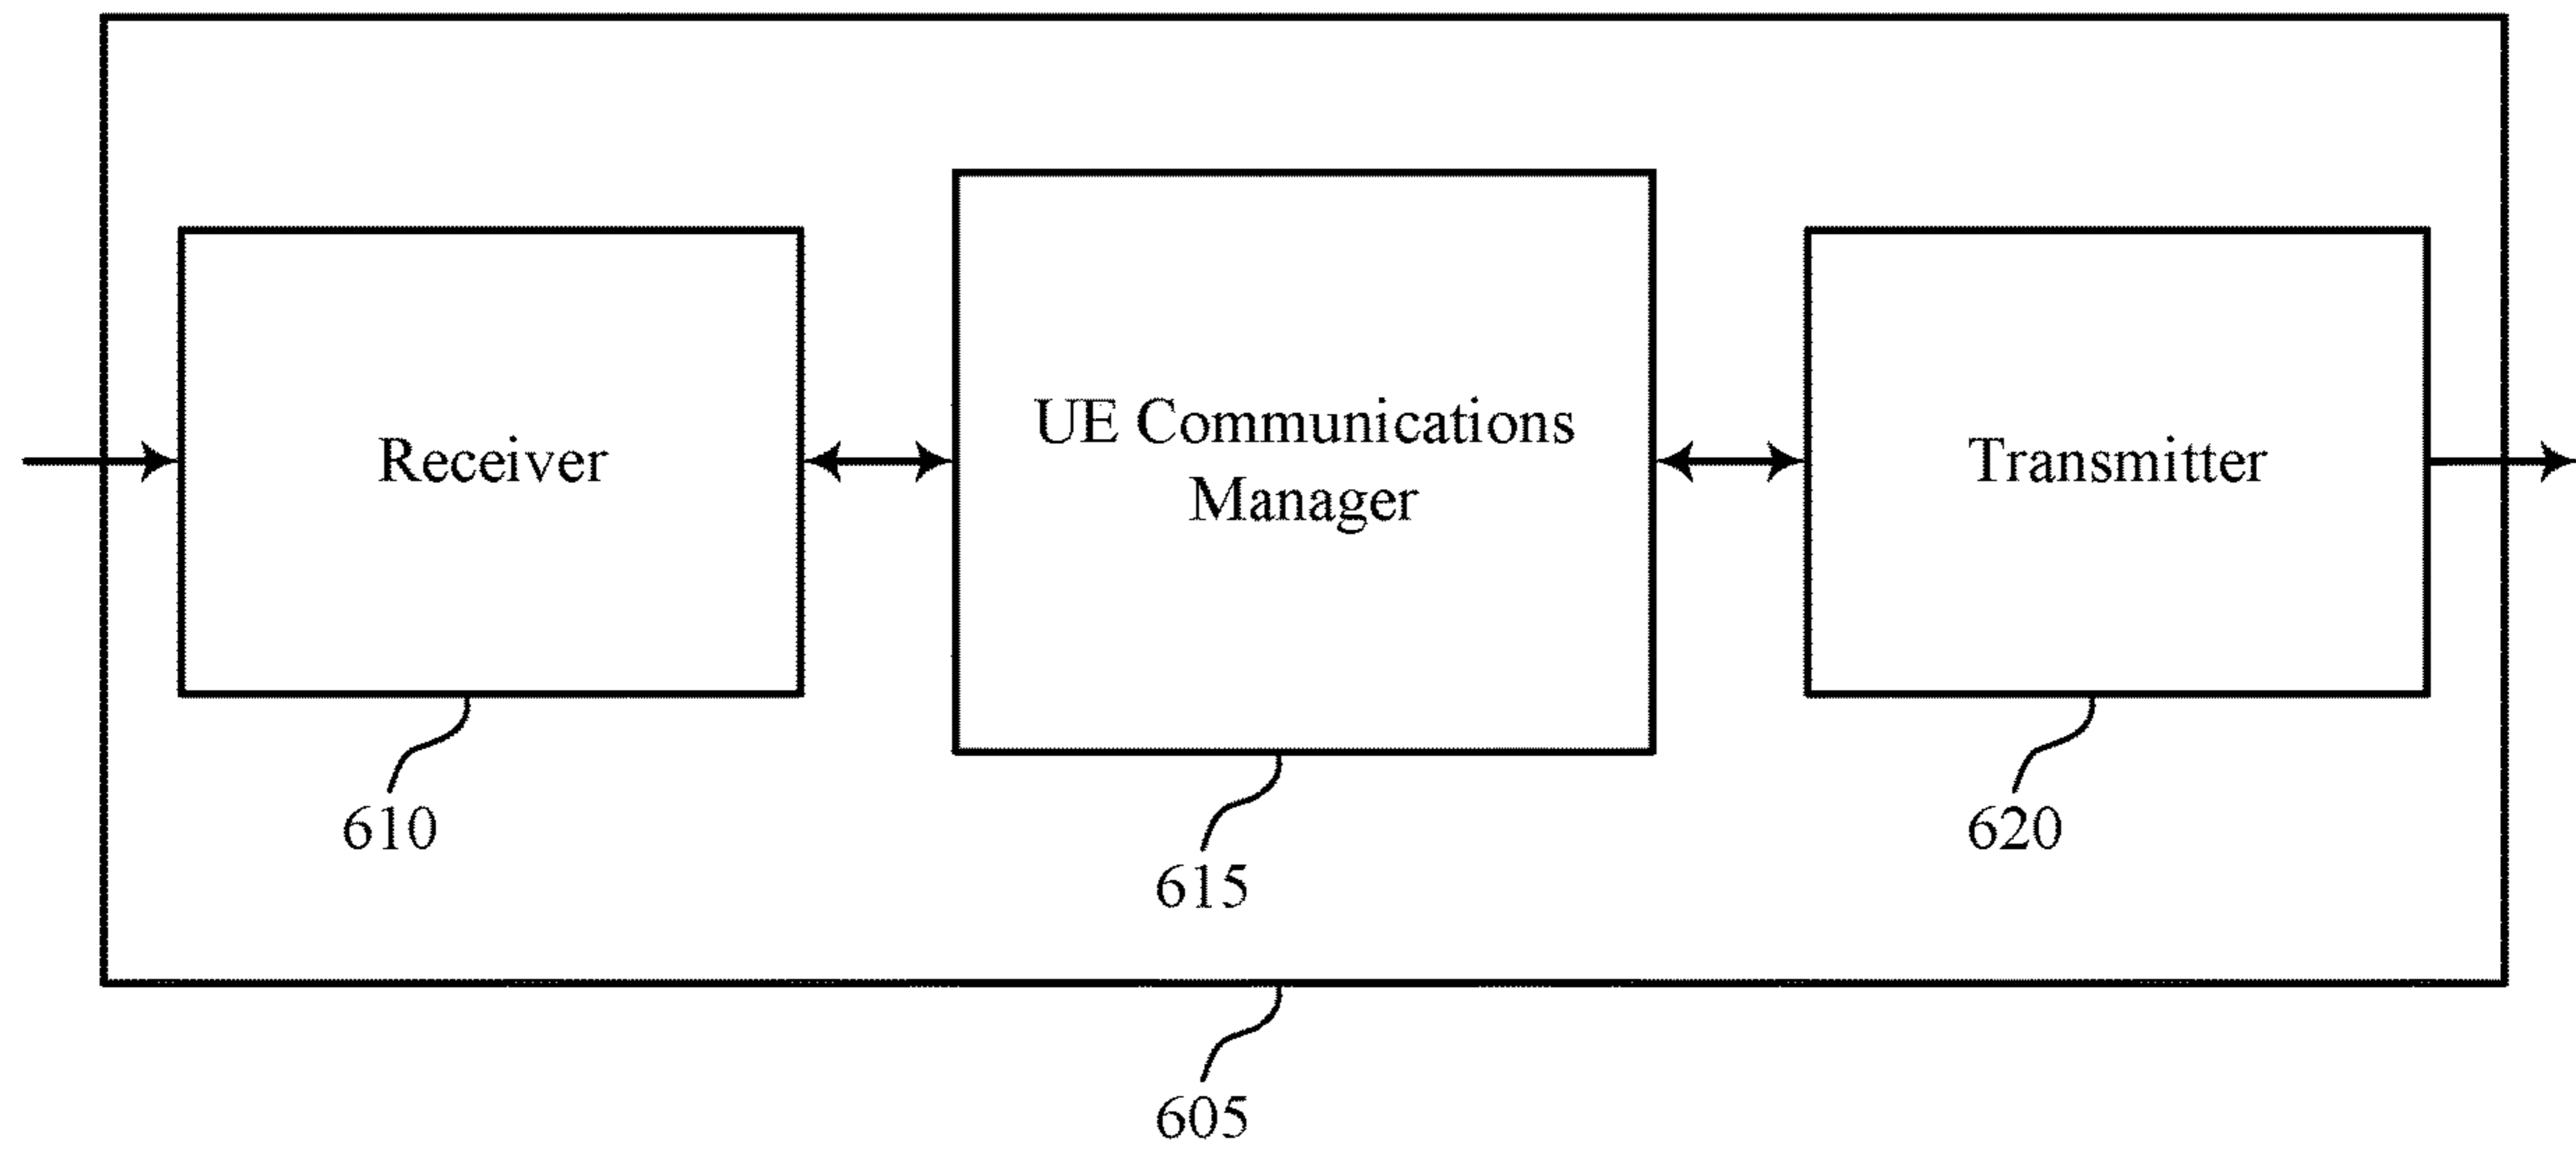 Receiver
UE Communications
Manager
Transmitter
610
615
620
605